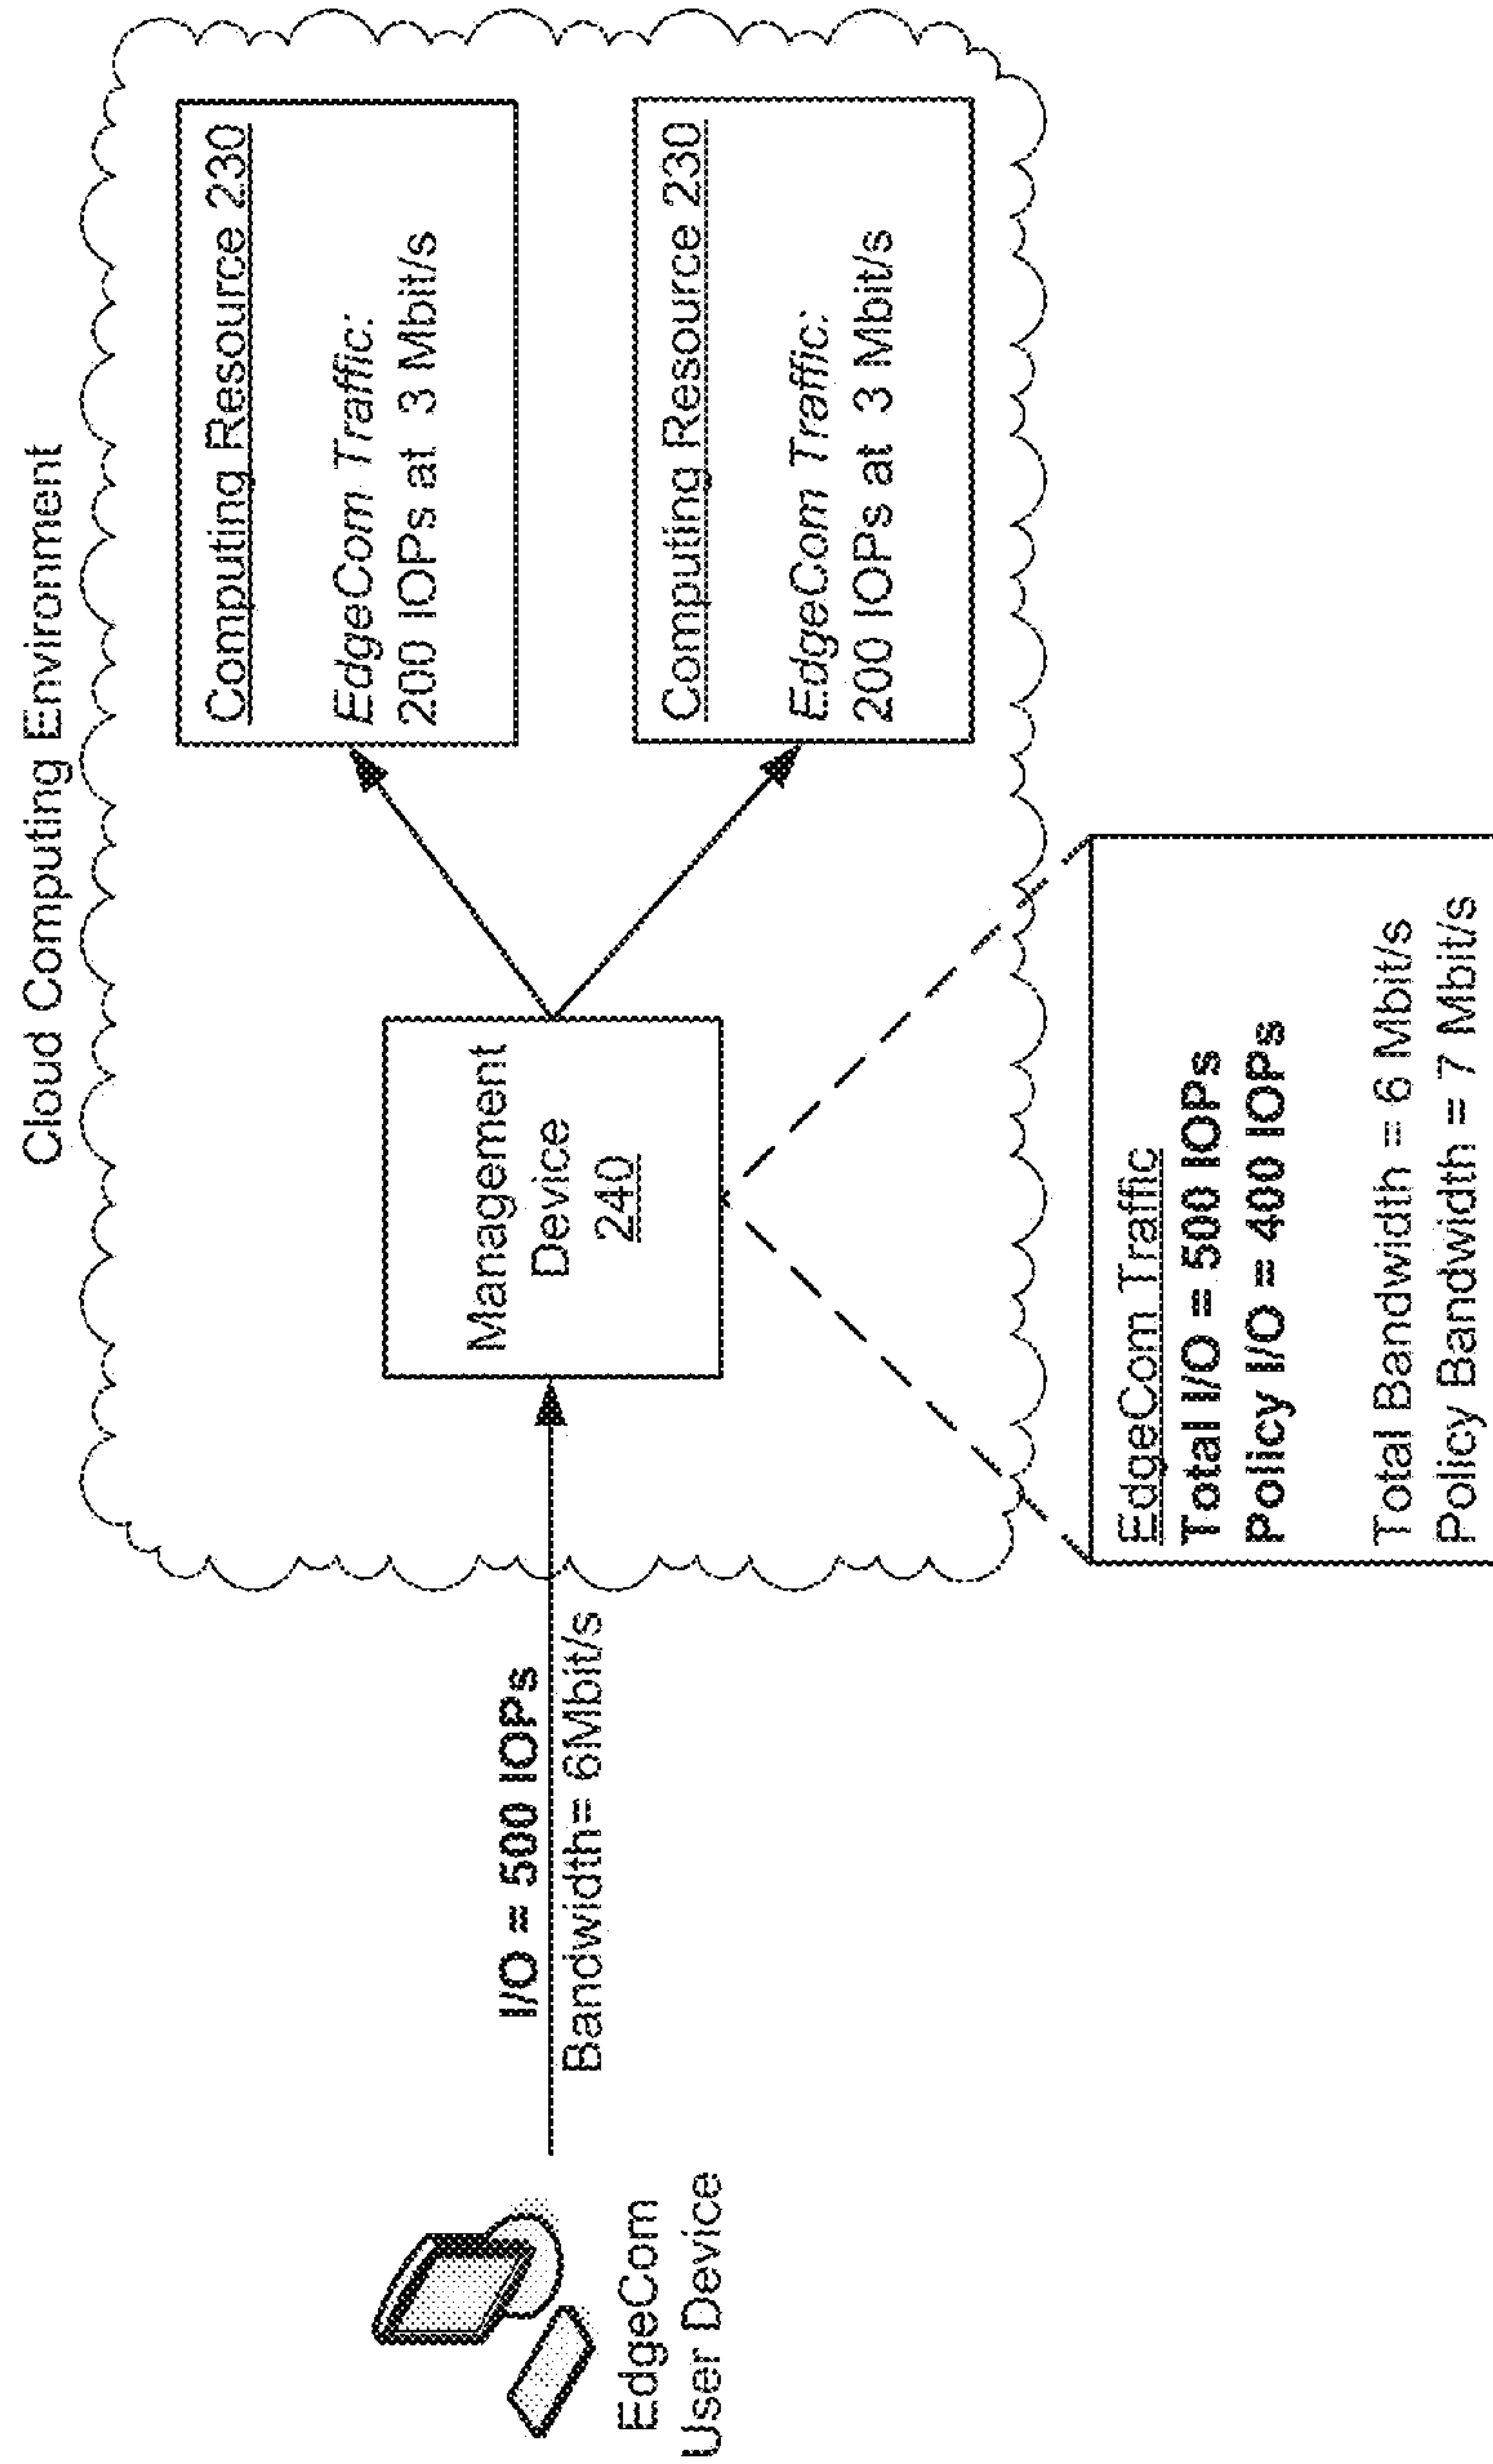 Cloud Computing Environment
I/O = 500 IOPs
Bandwidth= 6Mbit/s
EdgeCom
User Device
Management
Device
240
Computing Resource 230
EdgeCom Traffic:
200 IOPs at 3 Mbit/s
Computing Resource 230
EdgeCom Traffic:
200 IOPs at 3 Mbit/s
EdgeCom Traffic
Total I/O = 500 IOPs
Policy I/O = 400 IOPs
Total Bandwidth = 6 Mbit/s
Policy Bandwidth = 7 Mbit/s